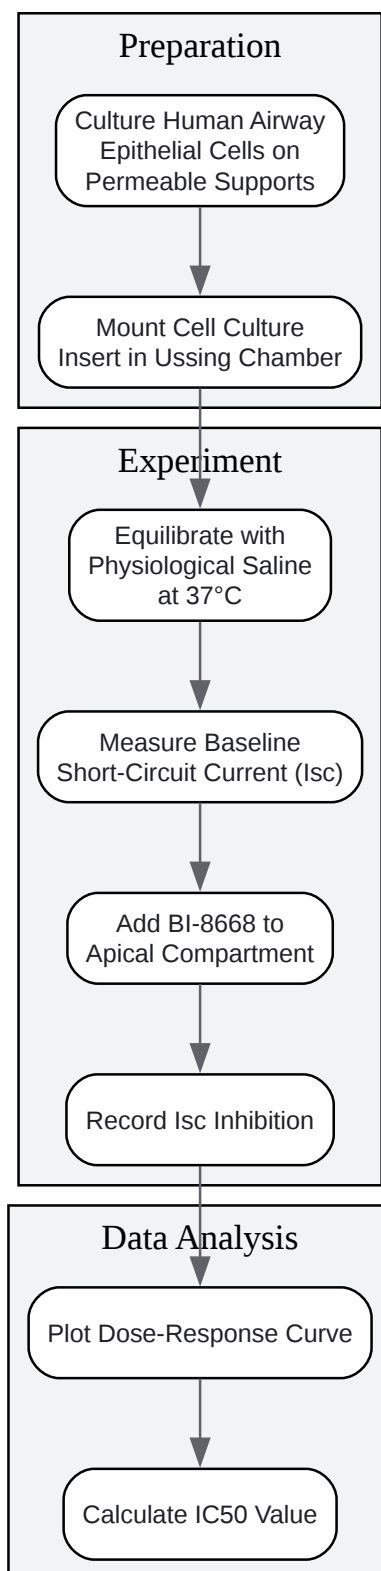 Preparation
Culture Human Airway
Epithelial Cells on
Permeable Supports
Mount Cell Culture
Insert in Ussing Chamber
Experiment
Equilibrate with
Physiological Saline
at 37°C
Measure Baseline
Short-Circuit Current (Isc)
Add BI-8668 to
Apical Compartment
Record Isc Inhibition
Data Analysis
Plot Dose-Response Curve
Calculate IC50 Value